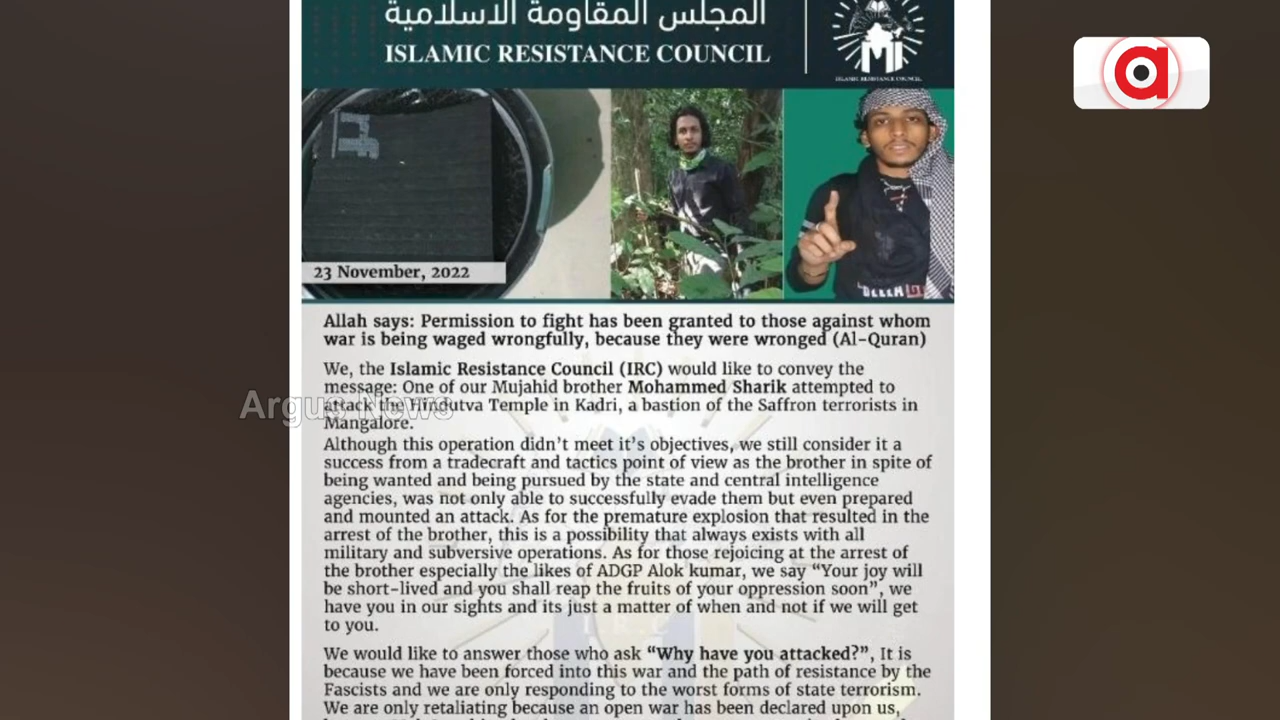 المجلس المقاومة الاسلامية
ISLAMIC RESISTANCE COUNCIL
ISLAMIC RESISTANCE COUNCIL
a
23 November, 2022
Allah says: Permission to fight has been granted to those against whom
war is being waged wrongfully, because they were wronged (Al-Quran)
We, the Islamic Resistance Council (IRC) would like to convey the
message: One of our Mujahid brother Mohammed Sharik attempted to
attack the Hindutva Temple in Kadri, a bastion of the Saffron terrorists in
Argus News
Mangalore.
Although this operation didn't meet it's objectives, we still consider it a
success from a tradecraft and tactics point of view as the brother in spite of
being wanted and being pursued by the state and central intelligence
agencies, was not only able to successfully evade them but even prepared
and mounted an attack. As for the premature explosion that resulted in the
arrest of the brother, this is a possibility that always exists with all
military and subversive operations. As for those rejoicing at the arrest of
the brother especially the likes of ADGP Alok kumar, we say “Your joy will
be short-lived and you shall reap the fruits of your oppression soon”, we
have you in our sights and its just a matter of when and not if we will get
to you.
I.R.C
We would like to answer those who ask “Why have you attacked?”, It is
because we have been forced into this war and the path of resistance by the
Fascists and we are only responding to the worst forms of state terrorism.
We are only retaliating because an open war has been declared upon us,